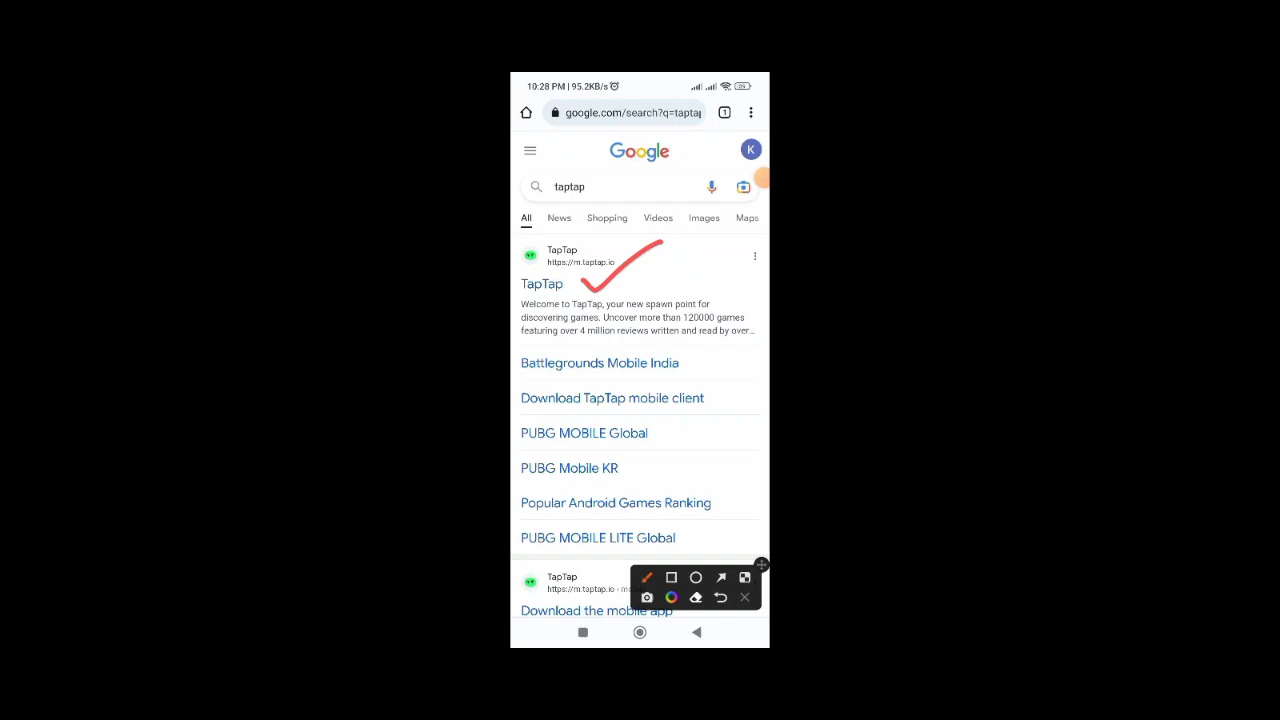 10:28 PM | 95.2KB/s
google.com/search?q=taptap
1
Google
K
taptap
All News Shopping Videos Images Maps
TapTap
https://m.taptap.io
TapTap
Welcome to TapTap, your new spawn point for
discovering games. Uncover more than 120000 games
featuring over 4 million reviews written and read by over...
Battlegrounds Mobile India
Download TapTap mobile client
PUBG MOBILE Global
PUBG Mobile KR
Popular Android Games Ranking
PUBG MOBILE LITE Global
TapTap
https://m.taptap.io
Download the mobile app